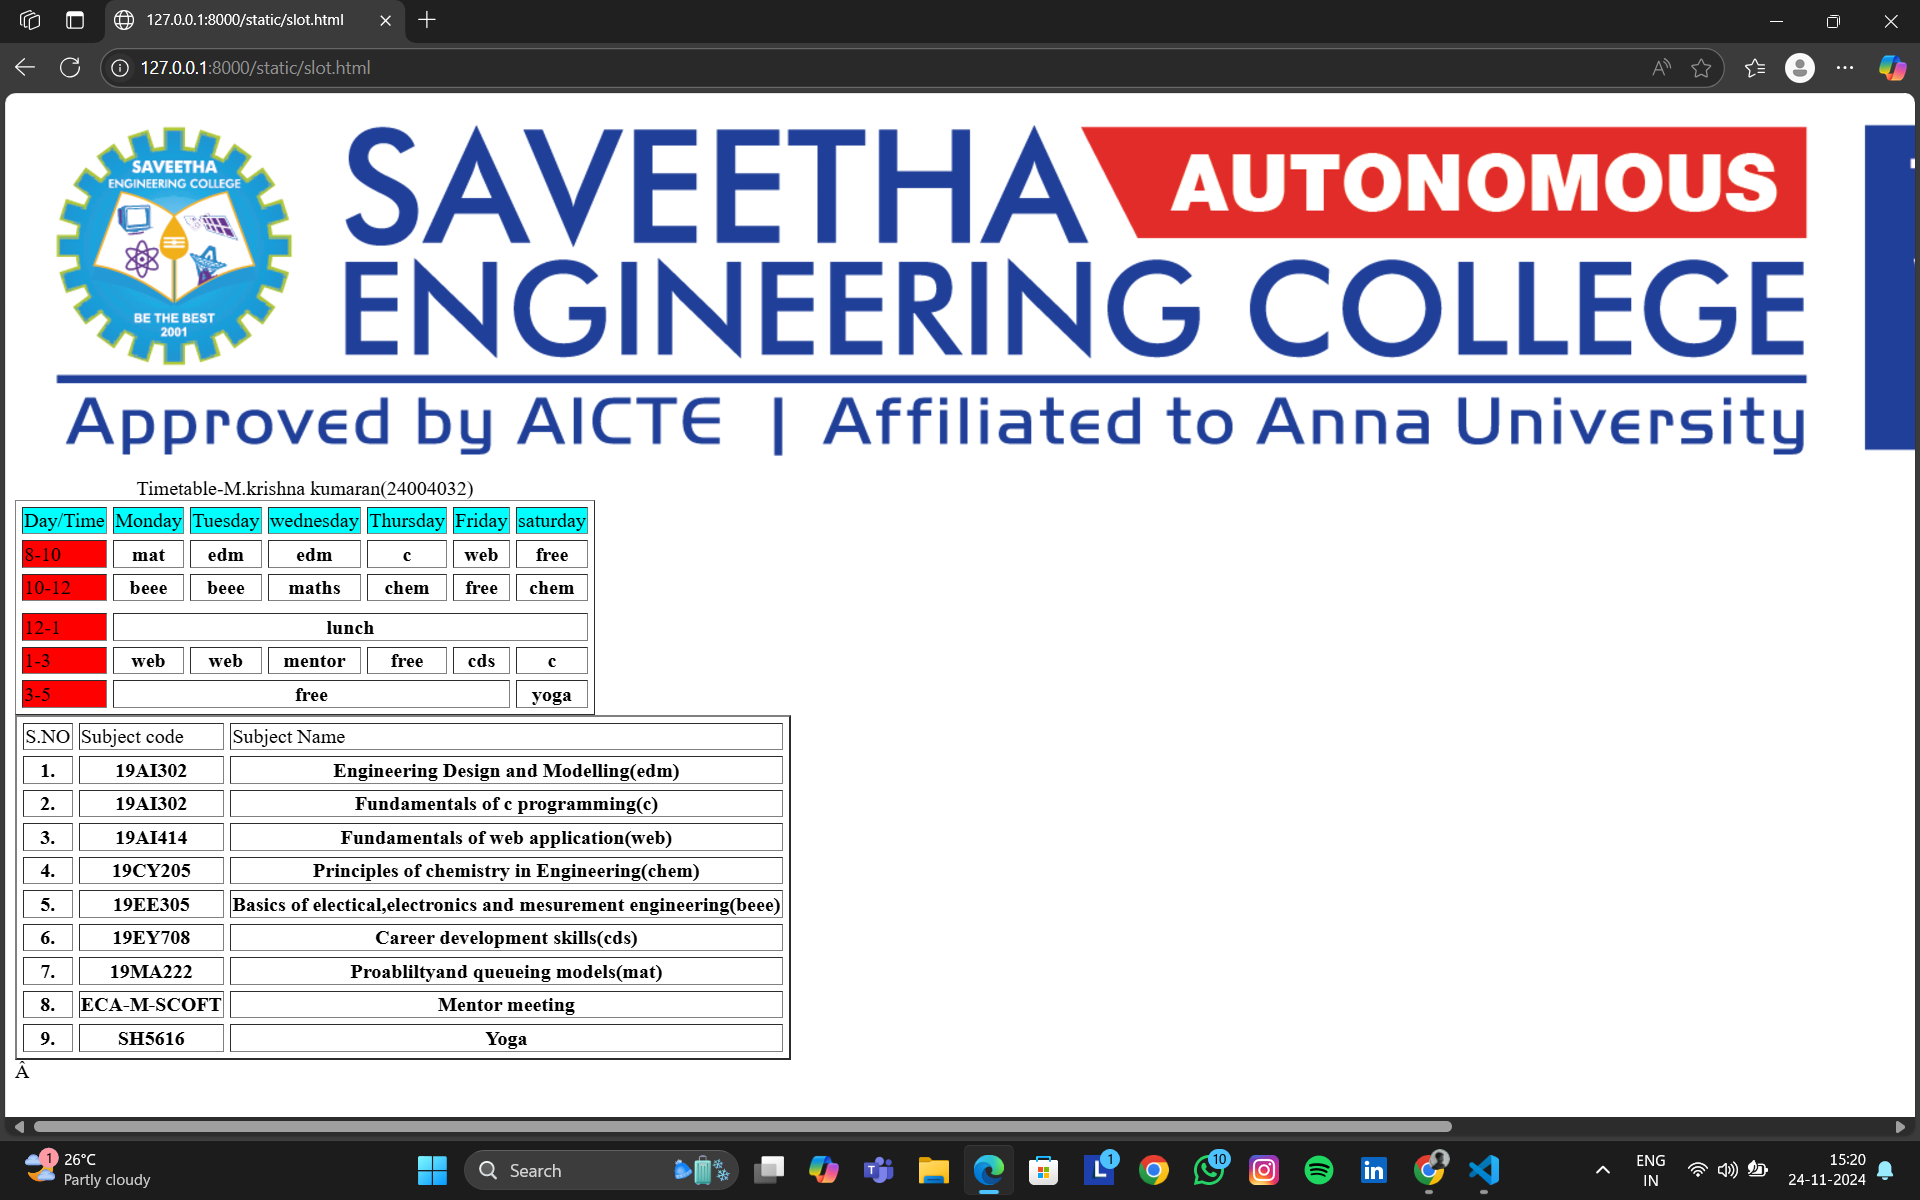 127.0.0.1:8000/static/slot.html
127.0.0.1:8000/static/slot.html
SAVEETHA
ENGINEERING COLLEGE
BE THE BEST
2001
SAVEETHA AUTONOMOUS
ENGINEERING COLLEGE
Approved by AICTE | Affiliated to Anna University
Timetable-M.krishna kumaran(24004032)
Day/Time Monday Tuesday wednesday Thursday Friday saturday
8-10 mat edm edm c web free
10-12 beee beee maths chem free chem
12-1 lunch
1-3 web web mentor free cds c
3-5 free yoga
S.NO Subject code Subject Name
1. 19AI302 Engineering Design and Modelling(edm)
2. 19AI302 Fundamentals of c programming(c)
3. 19AI414 Fundamentals of web application(web)
4. 19CY205 Principles of chemistry in Engineering(chem)
5. 19EE305 Basics of electical,electronics and mesurement engineering(beee)
6. 19EY708 Career development skills(cds)
7. 19MA222 Proabliltyand queueing models(mat)
8. ECA-M-SCOFT Mentor meeting
9. SH5616 Yoga
Â
1 26°C
Partly cloudy
Search
1
10
ENG
IN
15:20
24-11-2024